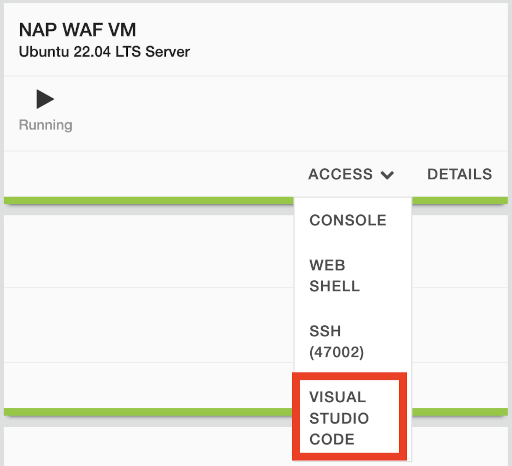 NAP WAF VM
Ubuntu 22.04 LTS Server
Running
ACCESS DETAILS
CONSOLE
WEB
SHELL
SSH
(47002)
VISUAL
STUDIO
CODE